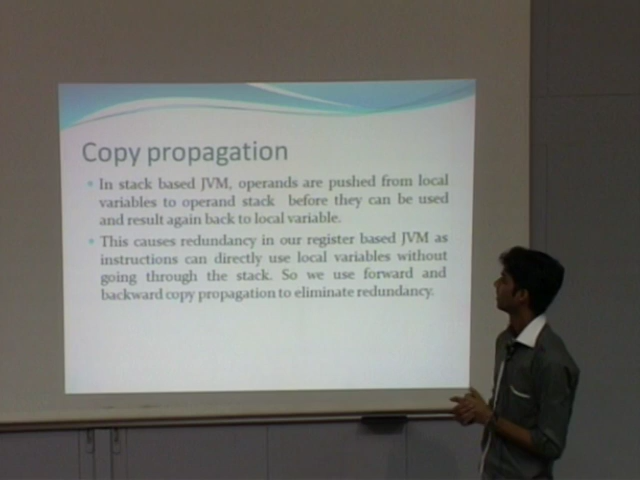 Copy propagation
In stack based JVM, operands are pushed from local
variables to operand stack before they can be used
and result again back to local variable.
This causes redundancy in our register based JVM as
instructions can directly use local variables without
going through the stack. So we use forward and
backward copy propagation to eliminate redundancy.